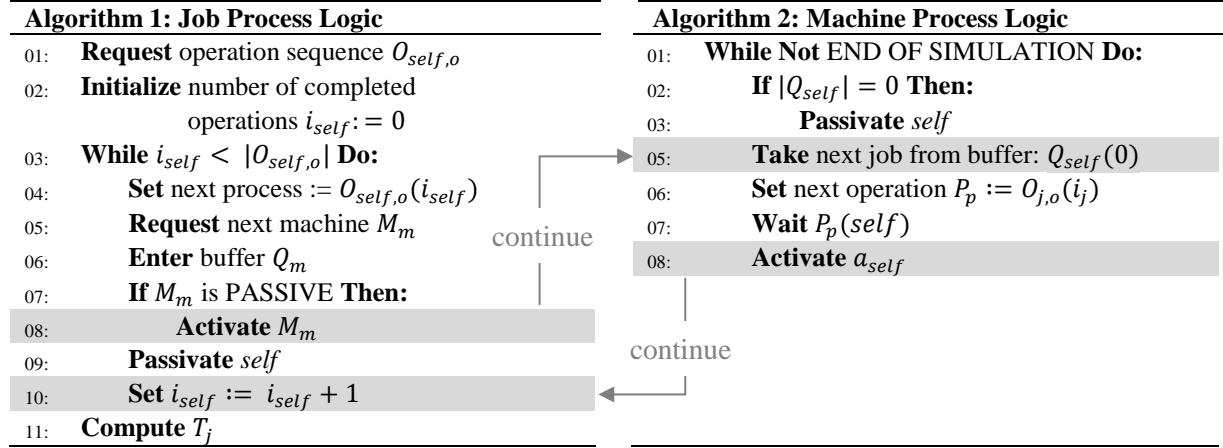 Algorithm 1: Job Process Logic
01: Request operation sequence O_{self,o}
02: Initialize number of completed
operations i_{self}: = 0
03: While i_{self} < |O_{self,o}| Do:
04: Set next process := O_{self,o}(i_{self})
05: Request next machine M_m
06: Enter buffer Q_m
07: If M_m is PASSIVE Then:
08: Activate M_m
09: Passivate self
10: Set i_{self} := i_{self} + 1
11: Compute T_j
continue
Algorithm 2: Machine Process Logic
01: While Not END OF SIMULATION Do:
02: If |Q_{self}| = 0 Then:
03: Passivate self
05: Take next job from buffer: Q_{self}(0)
06: Set next operation P_p := O_{j,o}(i_j)
07: Wait P_p(self)
08: Activate a_{self}
continue